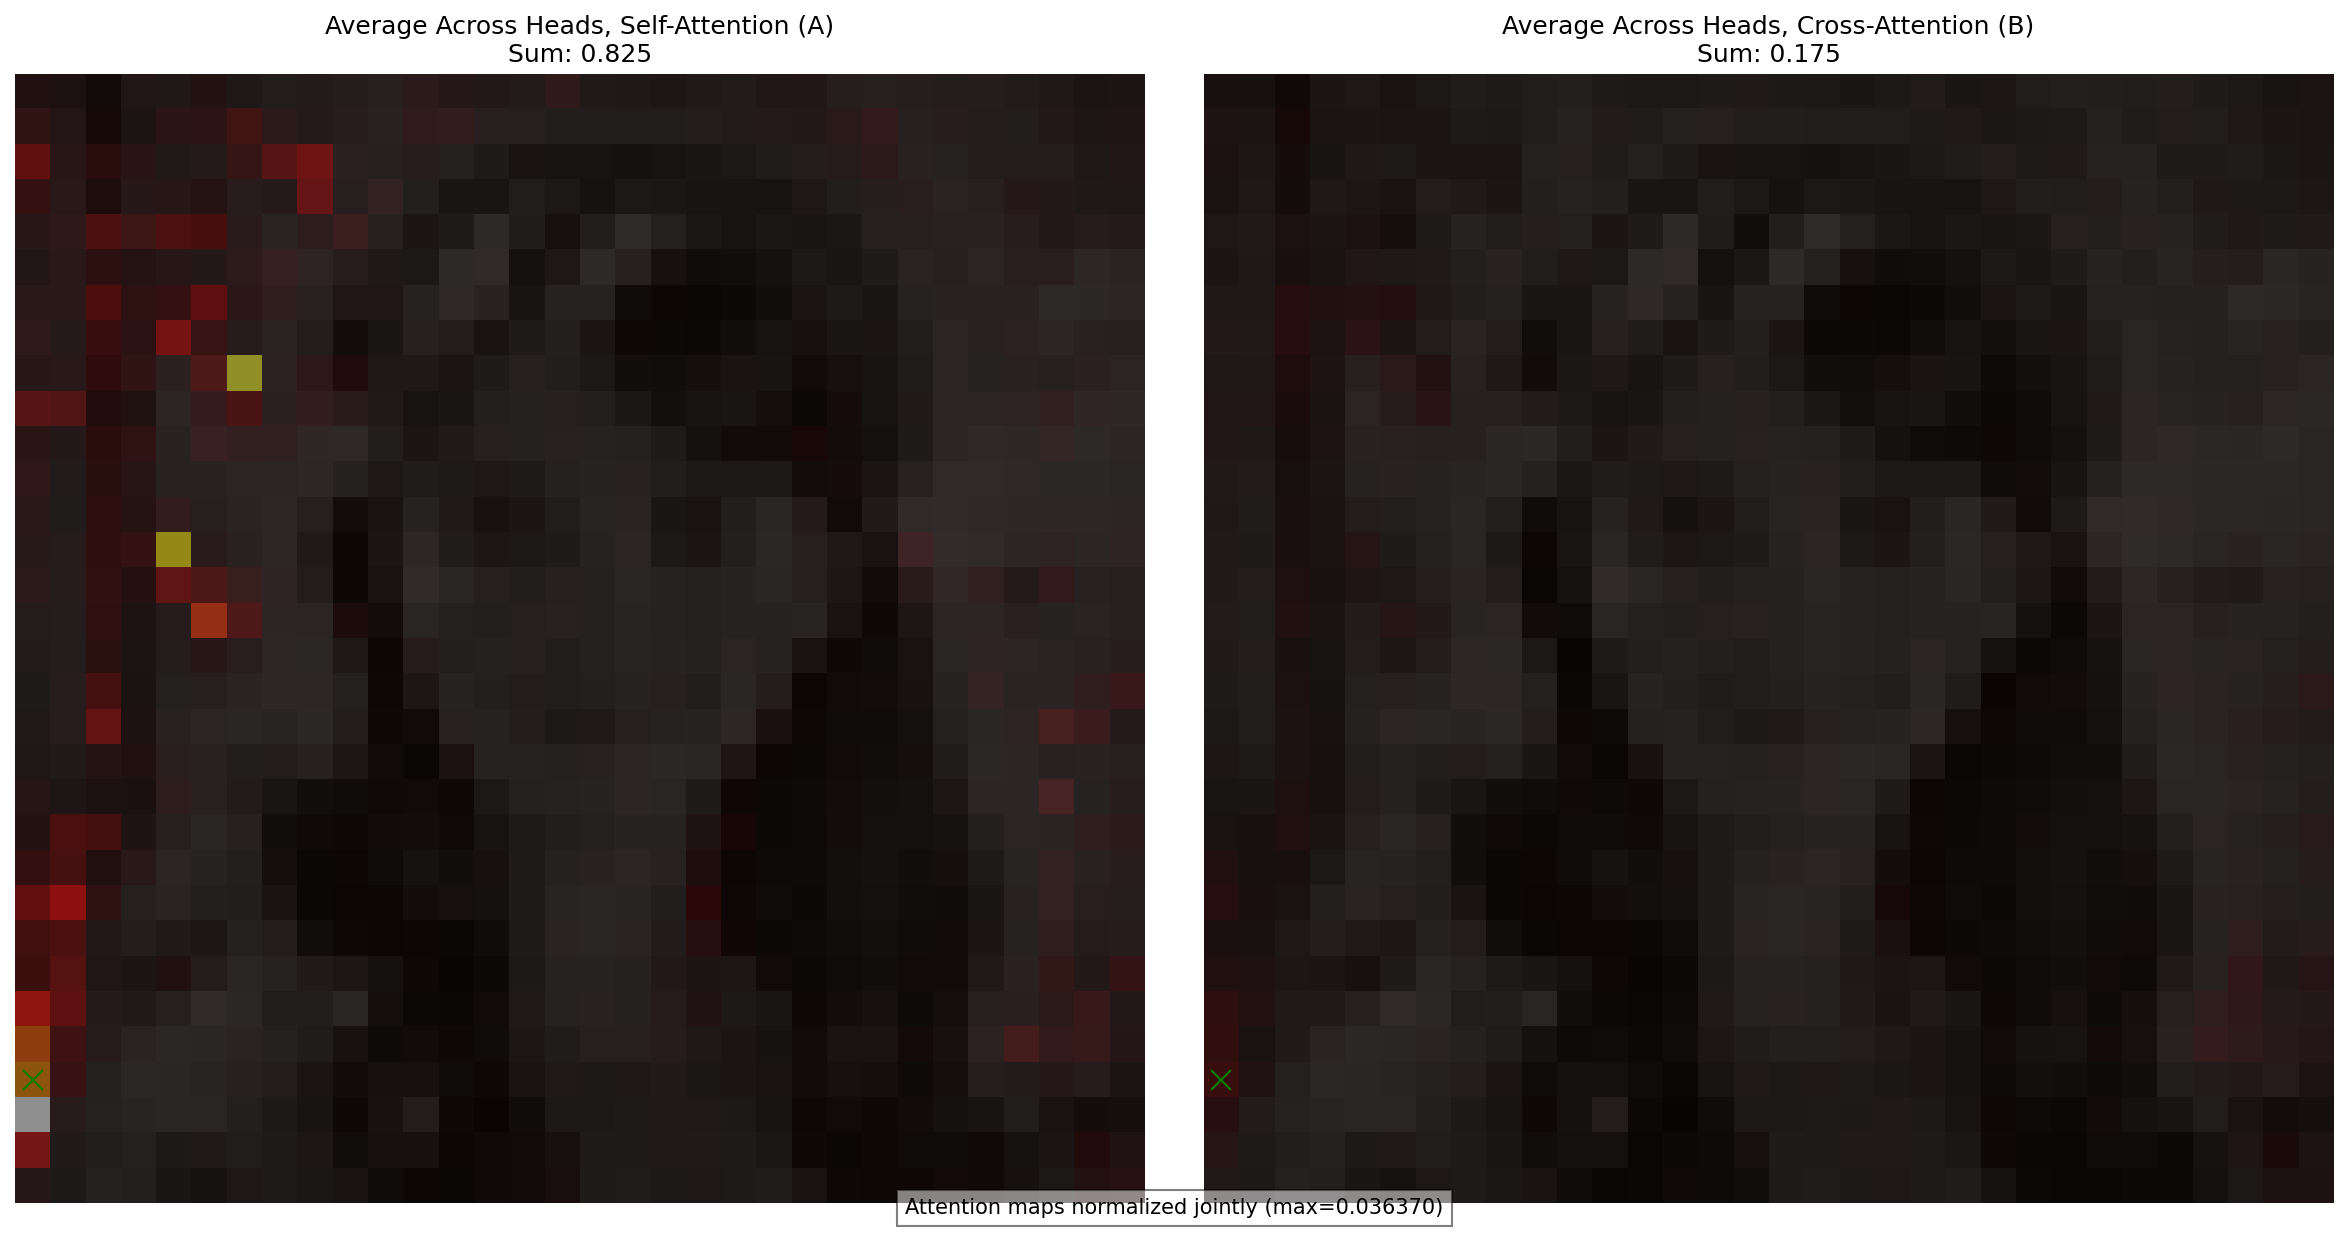 Average Across Heads, Self-Attention (A)
Sum: 0.825
Average Across Heads, Cross-Attention (B)
Sum: 0.175
Attention maps normalized jointly (max=0.036370)